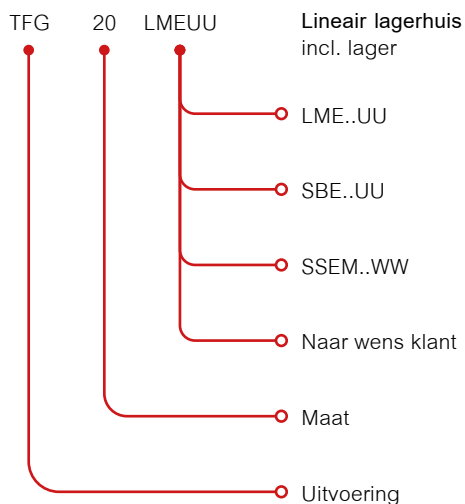 TFG 20 LMEUU Lineair lagerhuis
incl. lager
LME..UU
SBE..UU
SSEM..WW
Naar wens klant
Maat
Uitvoering